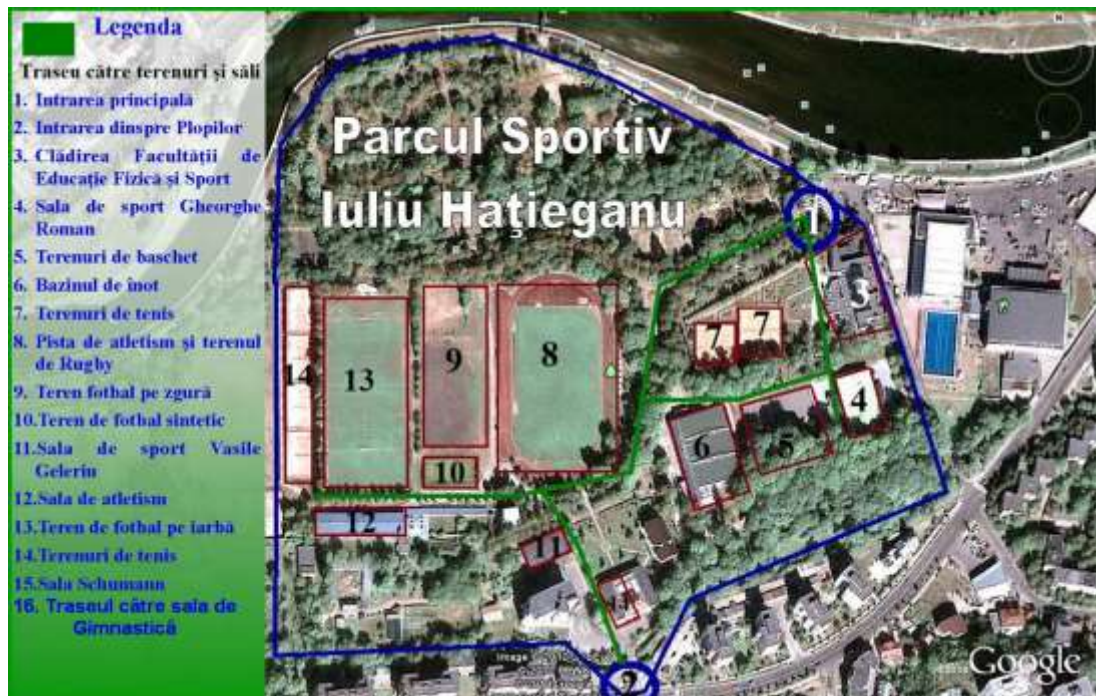 Legenda
Traseu către terenuri și săli
1. Intrarea principală
2. Intrarea dinspre Plopilor
3. Clădirea Facultății de
Educație Fizică și Sport
4. Sala de sport Gheorghe
Roman
5. Terenuri de baschet
6. Bazinul de înot
7. Terenuri de tenis
8. Pista de atletism și terenul
de Rugby
9. Teren fotbal pe zgură
10.Teren de fotbal sintetic
11.Sala de sport Vasile
Geleriu
12.Sala de atletism
13.Teren de fotbal pe iarbă
14.Terenuri de tenis
15.Sala Schumann
16. Traseul către sala de
Gimnastică
Parcul Sportiv
Iuliu Haţieganu
1
3
7
7
14
13
9
8
4
6
5
10
12
11
2
Image
Google